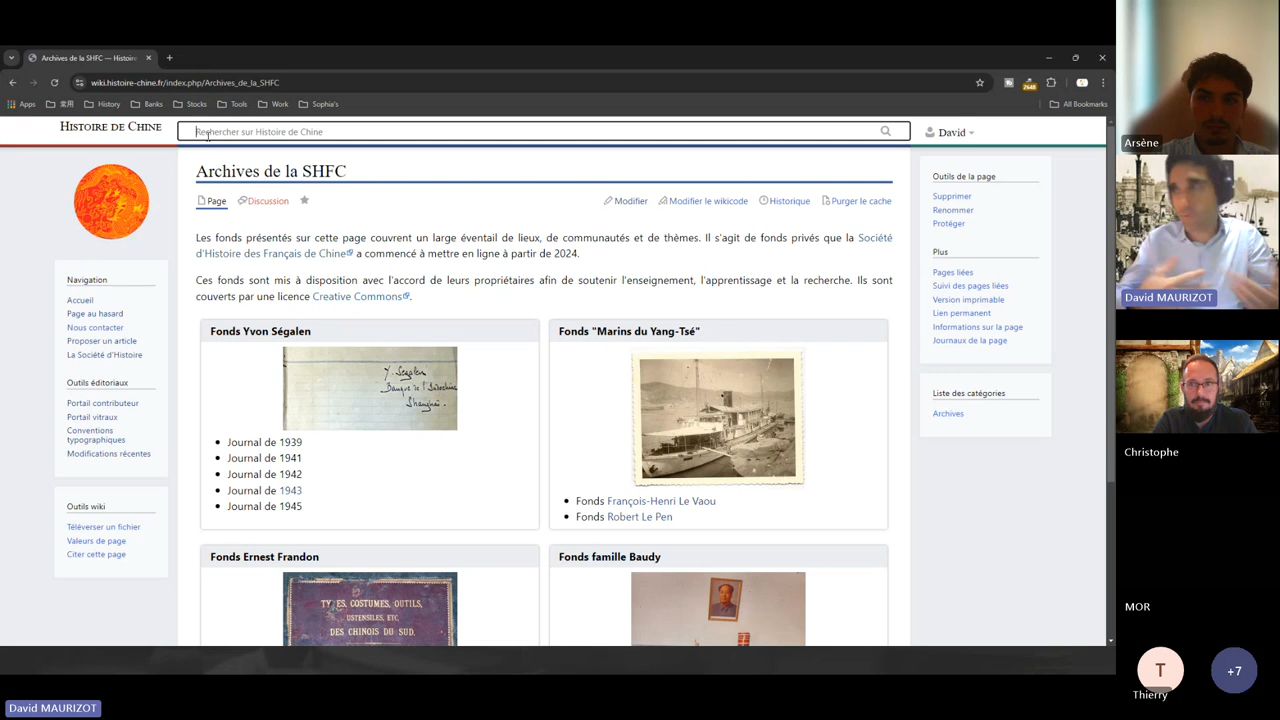 Archives de la SHFC — Histoire
wiki.histoire-chine.fr/index.php/Archives_de_la_SHFC
2648
Apps
常用
History
Banks
Stocks
Tools
Work
Sophia's
All Bookmarks
HISTOIRE DE CHINE
Rechercher sur Histoire de Chine
David
Archives de la SHFC
Page
Discussion
Modifier
Modifier le wikicode
Historique
Purger le cache
Les fonds présentés sur cette page couvrent un large éventail de lieux, de communautés et de thèmes. Il s'agit de fonds privés que la Société
d'Histoire des Français de Chine a commencé à mettre en ligne à partir de 2024.
Ces fonds sont mis à disposition avec l'accord de leurs propriétaires afin de soutenir l'enseignement, l'apprentissage et la recherche. Ils sont
couverts par une licence Creative Commons.
Fonds Yvon Ségalen
Y. Ségalen
Banque de l'Indochine
Shanghai.
Journal de 1939
Journal de 1941
Journal de 1942
Journal de 1943
Journal de 1945
Fonds "Marins du Yang-Tsé"
Fonds François-Henri Le Vaou
Fonds Robert Le Pen
Fonds Ernest Frandon
TYPES, COSTUMES, OUTILS,
USTENSILES, ETC,
DES CHINOIS DU SUD.
Fonds famille Baudy
Navigation
Accueil
Page au hasard
Nous contacter
Proposer un article
La Société d'Histoire
Outils éditoriaux
Portail contributeur
Portail vitraux
Conventions
typographiques
Modifications récentes
Outils wiki
Téléverser un fichier
Valeurs de page
Citer cette page
Outils de la page
Supprimer
Renommer
Protéger
Plus
Pages liées
Suivi des pages liées
Version imprimable
Lien permanent
Informations sur la page
Journaux de la page
Liste des catégories
Archives
Arsène
David MAURIZOT
Christophe
MOR
T
Thierry
+7
David MAURIZOT